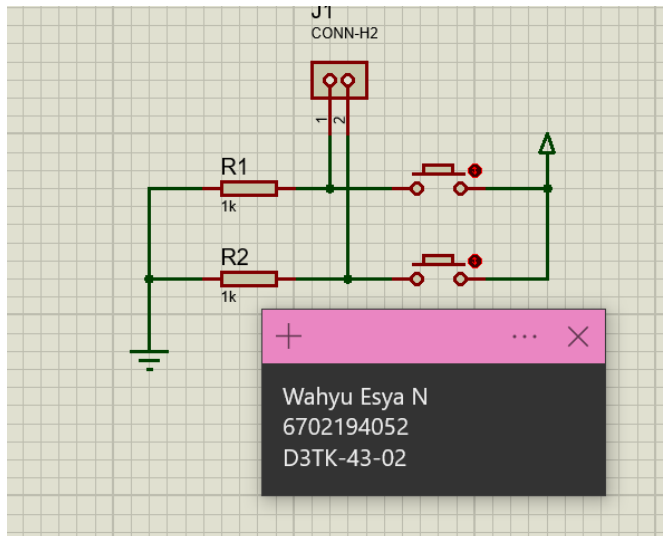 J1
CONN-H2
1
2
R1
1k
R2
1k
Wahyu Esya N
6702194052
D3TK-43-02